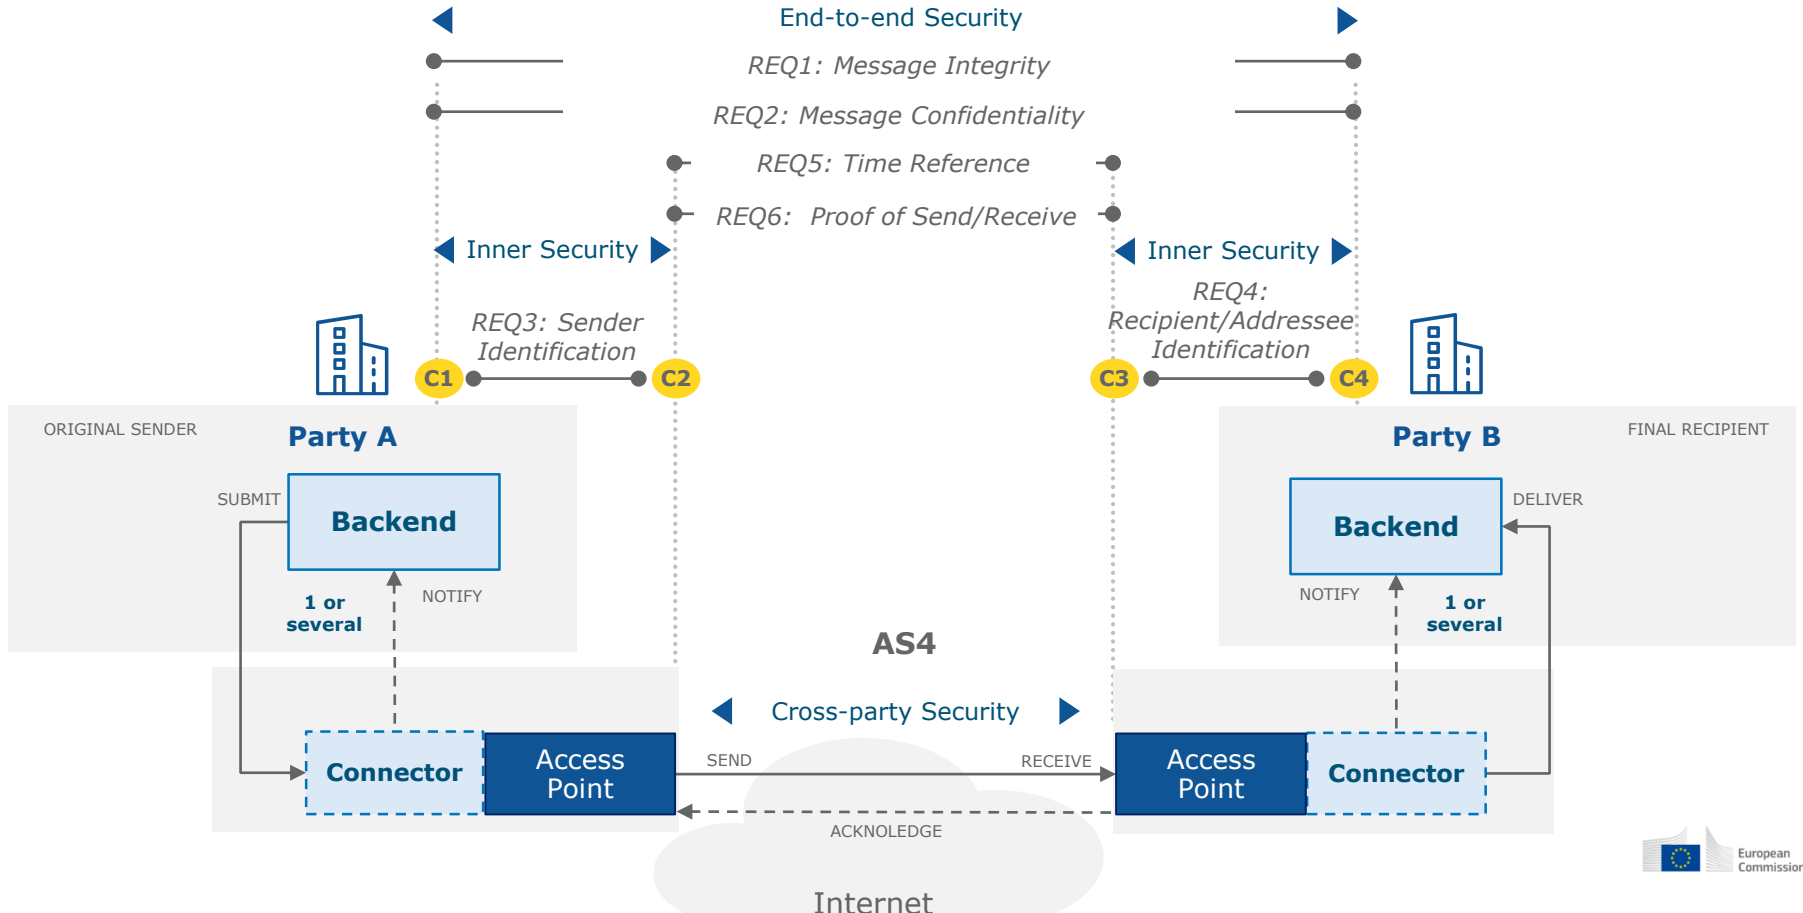 End-to-end Security
REQ1: Message Integrity
REQ2: Message Confidentiality
REQ5: Time Reference
REQ6: Proof of Send/Receive
Inner Security
Inner Security
REQ3: Sender
Identification
REQ4:
Recipient/Addressee
Identification
C1
C2
C3
C4
ORIGINAL SENDER
Party A
Party B
FINAL RECIPIENT
SUBMIT
Backend
Backend
DELIVER
1 or
several
NOTIFY
NOTIFY
1 or
several
AS4
Cross-party Security
Connector
Access
Point
SEND
RECEIVE
Access
Point
Connector
ACKNOLEDGE
Internet
European
Commission